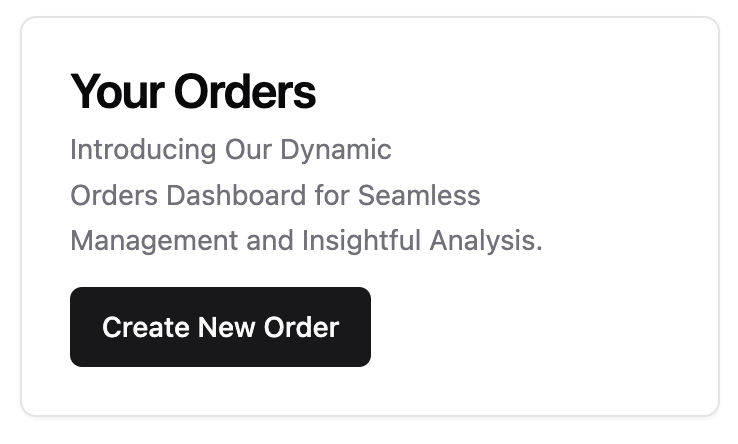 Your Orders
Introducing Our Dynamic
Orders Dashboard for Seamless
Management and Insightful Analysis.
Create New Order